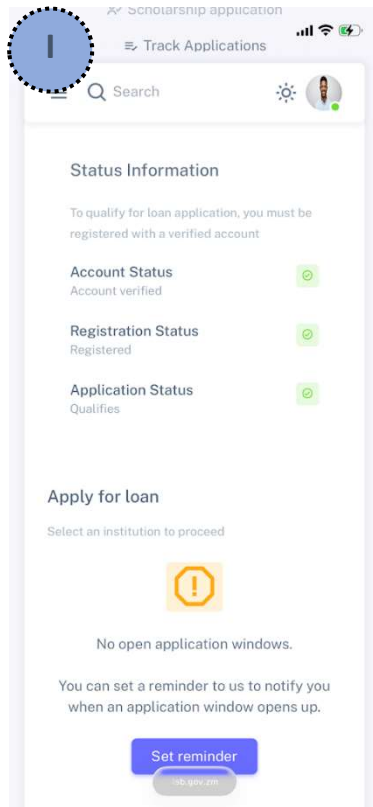 Scholarship application
Track Applications
I
Search
Status Information
To qualify for loan application, you must be
registered with a verified account
Account Status
Account verified
Registration Status
Registered
Application Status
Qualifies
Apply for loan
Select an institution to proceed
No open application windows.
You can set a reminder to us to notify you
when an application window opens up.
Set reminder
lsb.gov.zm